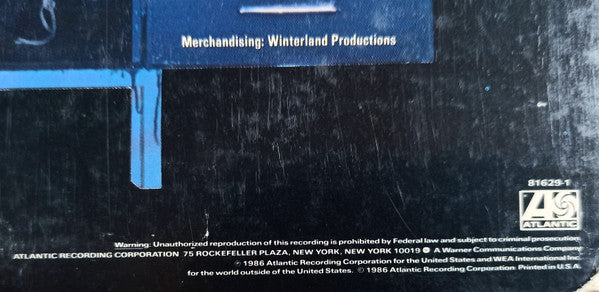 Merchandising: Winterland Productions
81629-1
ATLANTIC
Warning: Unauthorized reproduction of this recording is prohibited by Federal law and subject to criminal prosecution.
ATLANTIC RECORDING CORPORATION 75 ROCKEFELLER PLAZA, NEW YORK, NEW YORK 10019 A Warner Communications Company
℗ 1986 Atlantic Recording Corporation for the United States and WEA International Inc.
for the world outside of the United States. © 1986 Atlantic Recording Corporation Printed in U.S.A.